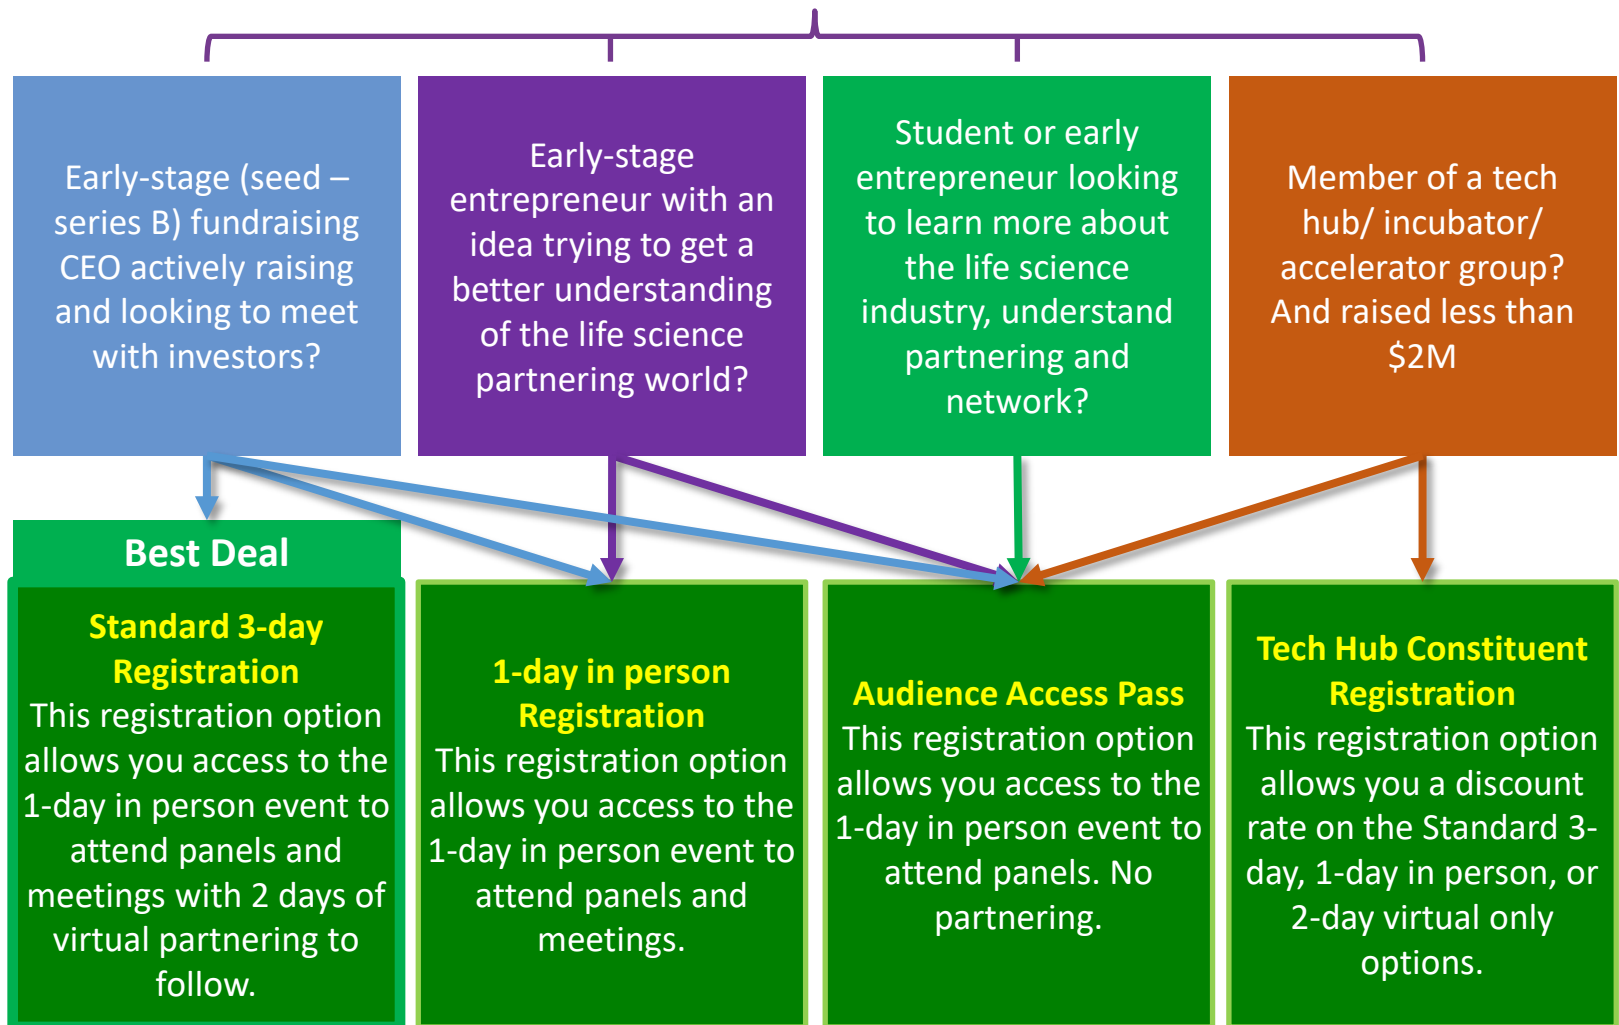 Early-stage (seed –
series B) fundraising
CEO actively raising
and looking to meet
with investors?
Early-stage
entrepreneur with an
idea trying to get a
better understanding
of the life science
partnering world?
Student or early
entrepreneur looking
to learn more about
the life science
industry, understand
partnering and
network?
Member of a tech
hub/ incubator/
accelerator group?
And raised less than
$2M
Best Deal
Standard 3-day
Registration
This registration option
allows you access to the
1-day in person event to
attend panels and
meetings with 2 days of
virtual partnering to
follow.
1-day in person
Registration
This registration option
allows you access to the
1-day in person event to
attend panels and
meetings.
Audience Access Pass
This registration option
allows you access to the
1-day in person event to
attend panels. No
partnering.
Tech Hub Constituent
Registration
This registration option
allows you a discount
rate on the Standard 3-
day, 1-day in person, or
2-day virtual only
options.